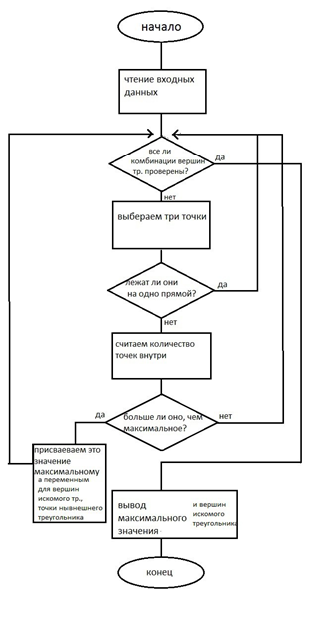 начало
чтение входных
данных
все ли
комбинации вершин
тр. проверены?
да
нет
выбераем три точки
лежат ли они
на одно прямой?
да
нет
считаем количество
точек внутри
больше ли оно, чем
максимальное?
да
нет
присваеваем это
значение
максимальному
а переменным
для вершин
искомого тр.,
точки нывнешнего
треугольника
вывод
максимального
значения
и вершин
искомого
треугольника
конец